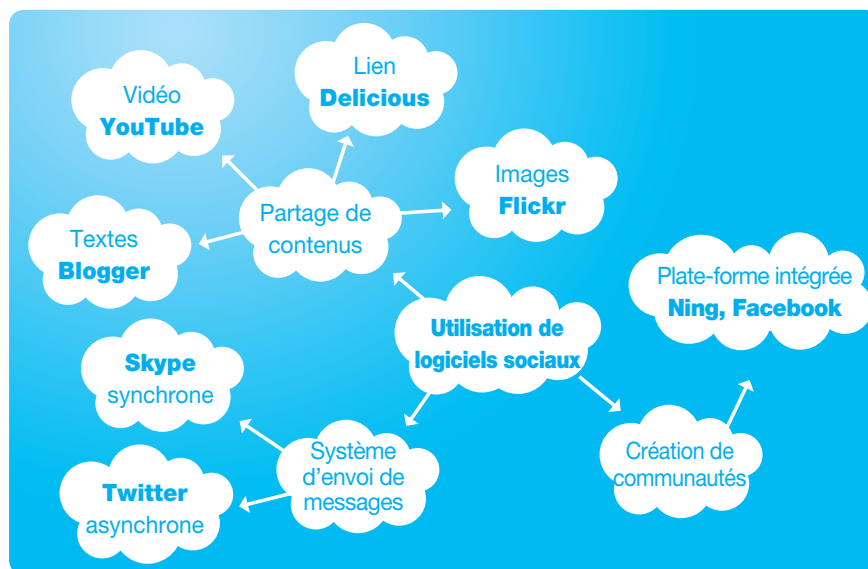 Lien
Delicious
Vidéo
YouTube
Images
Flickr
Partage de
contenus
Textes
Blogger
Plate-forme intégrée
Ning, Facebook
Utilisation de
logiciels sociaux
Skype
synchrone
Système
d'envoi de
messages
Création de
communautés
Twitter
asynchrone